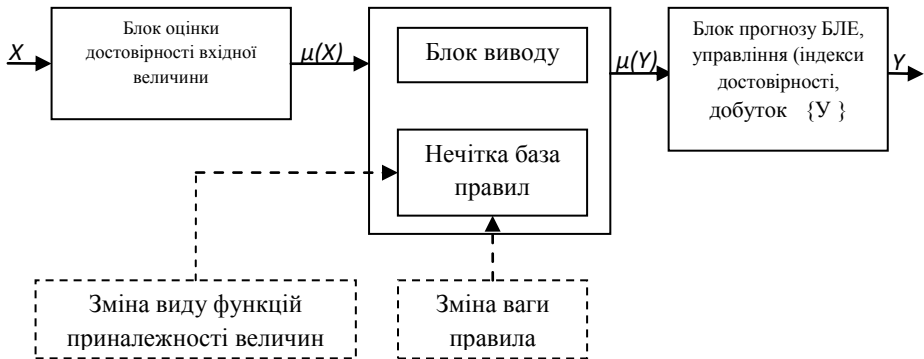 X
Блок оцінки
достовірності вхідної
величини
μ(X)
Блок виводу
Нечітка база
правил
μ(Y)
Блок прогнозу БЛЕ,
управління (індекси
достовірності,
добуток {У }
Y
Зміна виду функцій
приналежності величин
Зміна ваги
правила